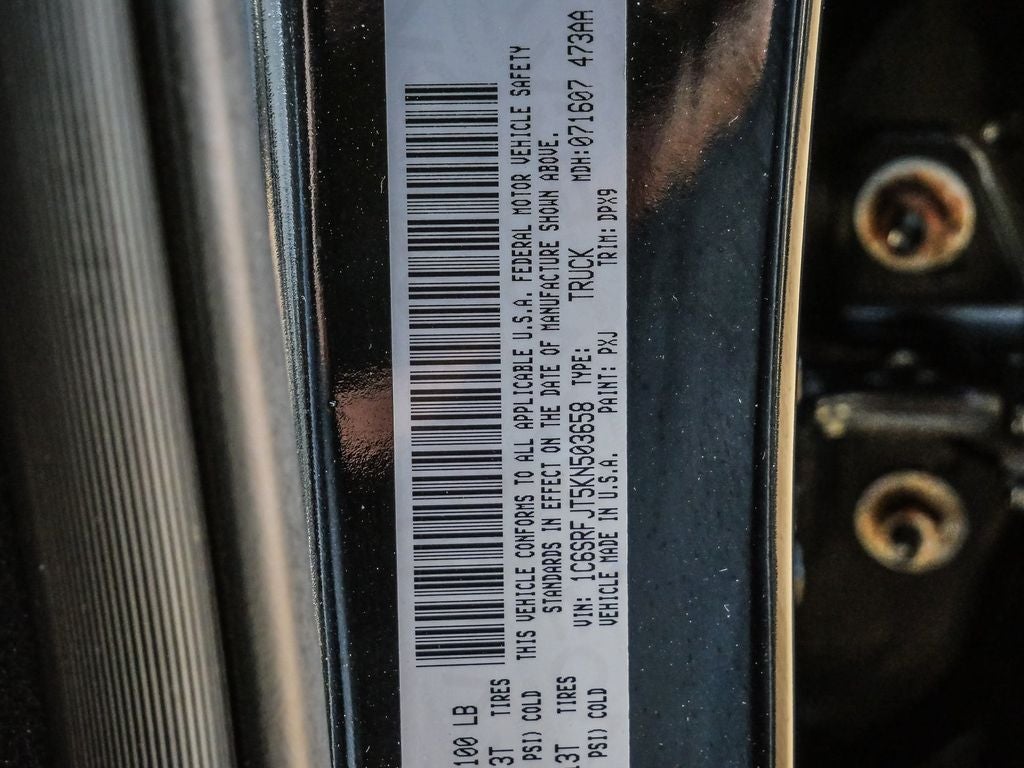 100 LB
3T TIRES
PSI) COLD
THIS VEHICLE CONFORMS TO ALL APPLICABLE U.S.A. FEDERAL MOTOR VEHICLE SAFETY
STANDARDS IN EFFECT ON THE DATE OF MANUFACTURE SHOWN ABOVE.
13T TIRES
PSI) COLD
VIN: 1C6SRFJT5KN503658 TYPE: TRUCK MDH:071607 473AA
VEHICLE MADE IN U.S.A. PAINT: PXJ TRIM: DPX9